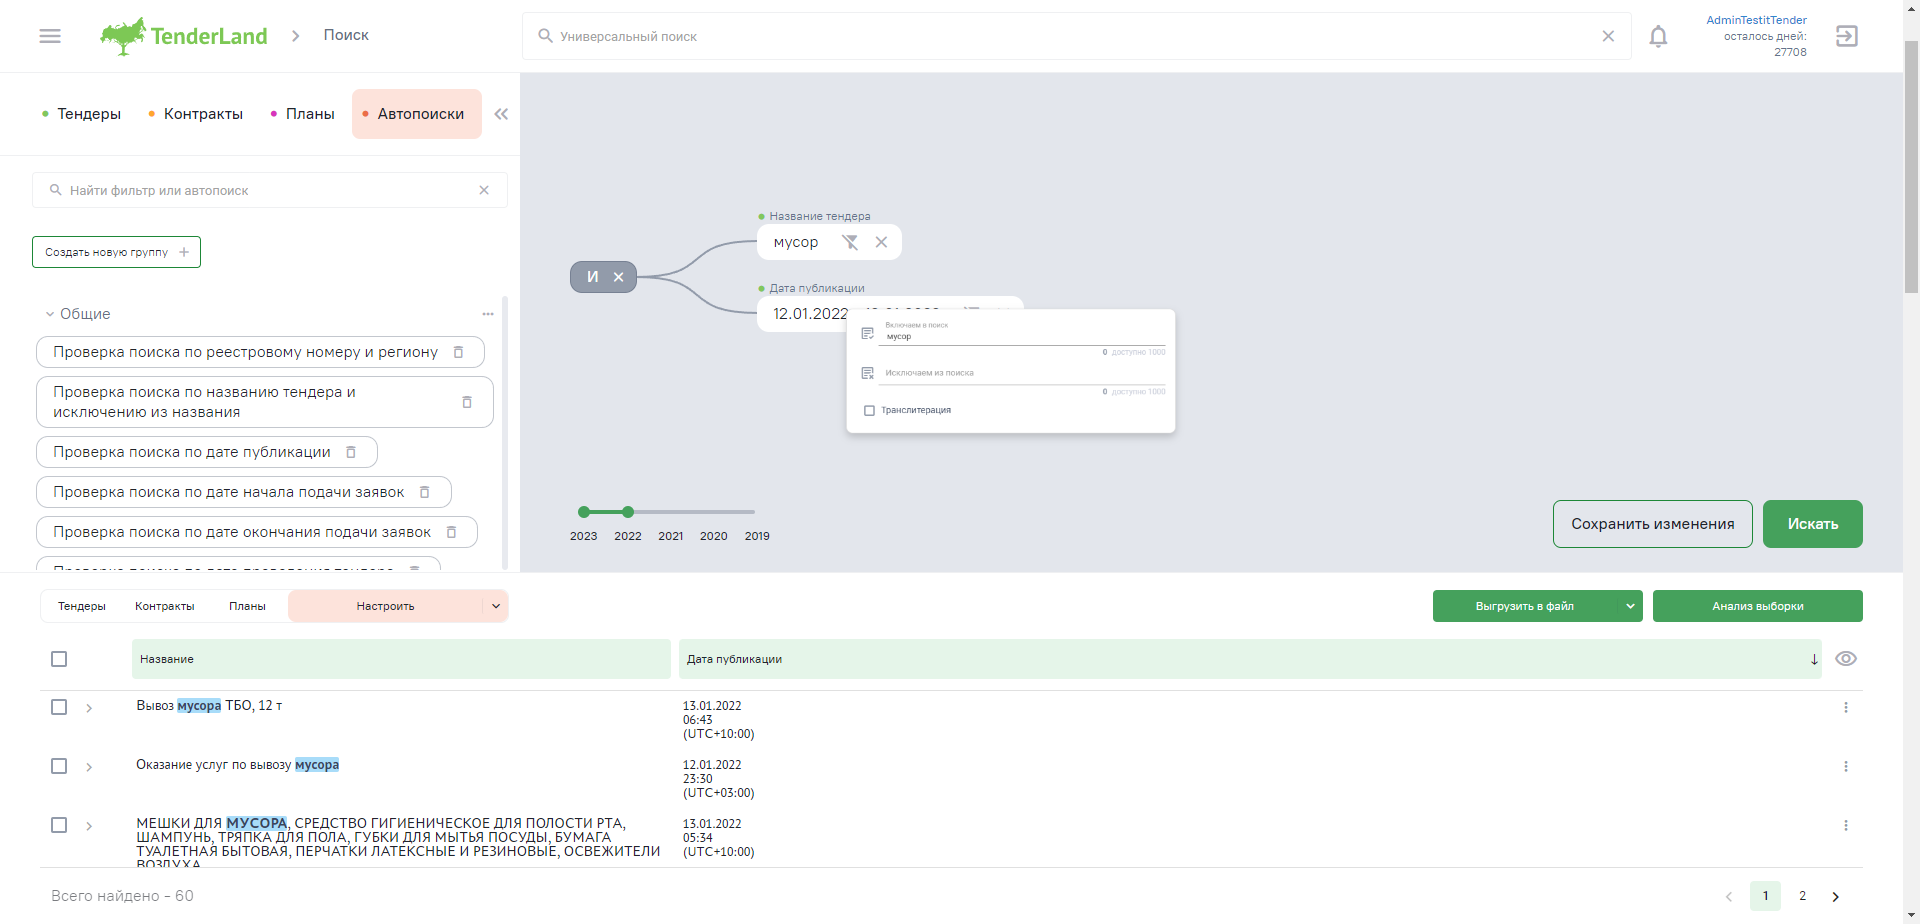 TenderLand
Поиск
Универсальный поиск
AdminTestitTender
осталось дней:
27708
Тендеры
Контракты
Планы
Автопоиски
Найти фильтр или автопоиск
Создать новую группу
Общие
Проверка поиска по реестровому номеру и региону
Проверка поиска по названию тендера и
исключению из названия
Проверка поиска по дате публикации
Проверка поиска по дате начала подачи заявок
Проверка поиска по дате окончания подачи заявок
Проверка поиска по дате проведения тендера
И
Название тендера
мусор
Дата публикации
12.01.2022
Включаем в поиск
мусор
0 доступно 1000
Исключаем из поиска
0 доступно 1000
Транслитерация
2023 2022 2021 2020 2019
Сохранить изменения
Искать
Тендеры
Контракты
Планы
Настроить
Выгрузить в файл
Анализ выборки
Название
Дата публикации
Вывоз мусора ТБО, 12 т
13.01.2022
06:43
(UTC+10:00)
Оказание услуг по вывозу мусора
12.01.2022
23:30
(UTC+03:00)
МЕШКИ ДЛЯ МУСОРА, СРЕДСТВО ГИГИЕНИЧЕСКОЕ ДЛЯ ПОЛОСТИ РТА,
ШАМПУНЬ, ТРЯПКА ДЛЯ ПОЛА, ГУБКИ ДЛЯ МЫТЬЯ ПОСУДЫ, БУМАГА
ТУАЛЕТНАЯ БЫТОВАЯ, ПЕРЧАТКИ ЛАТЕКСНЫЕ И РЕЗИНОВЫЕ, ОСВЕЖИТЕЛИ
ВОЗДУХА
13.01.2022
05:34
(UTC+10:00)
Всего найдено - 60
1
2